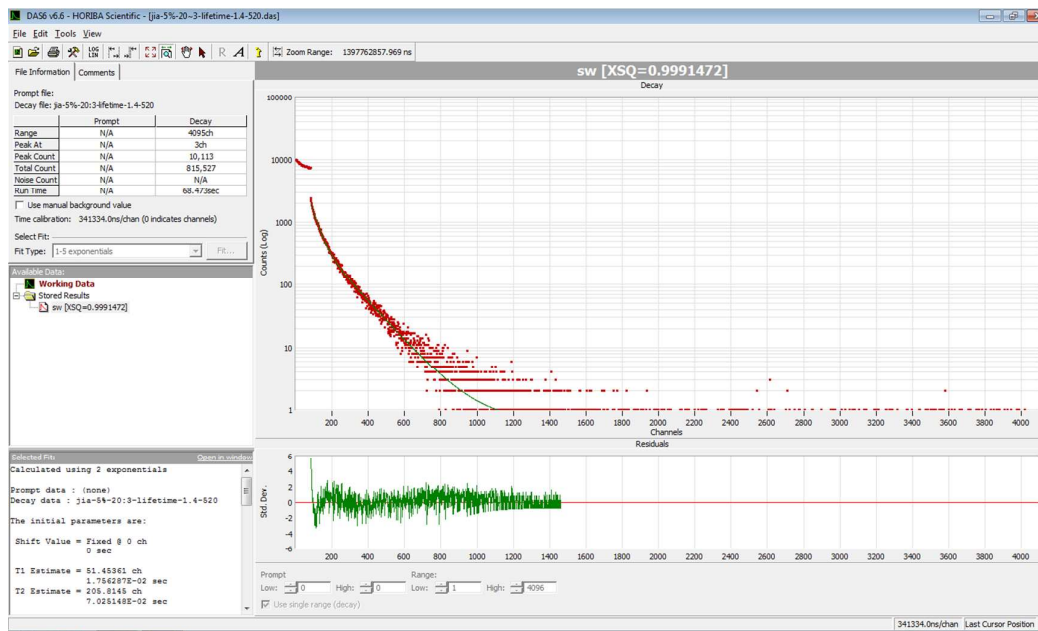 DAS6 v6.6 - HORIBA Scientific - [jia-5%-20~3-lifetime-1.4-520.das]
File Edit Tools View
LOG LIN R A ? Zoom Range: 1397762857.969 ns
File Information Comments
sw [XSQ=0.9991472]
Decay
Prompt file:
Decay file: jia-5%-20:3-lifetime-1.4-520
Prompt Decay
Range N/A 4095ch
Peak At N/A 3ch
Peak Count N/A 10,113
Total Count N/A 815,527
Noise Count N/A N/A
Run Time N/A 68.473sec
Use manual background value
Time calibration: 341334.0ns/chan (0 indicates channels)
Select Fit:
Fit Type: 1-5 exponentials Fit...
Available Data:
Working Data
Stored Results
sw [XSQ=0.9991472]
Counts (Log)
100000
10000
1000
100
10
1
200 400 600 800 1000 1200 1400 1600 1800 2000 2200 2400 2600 2800 3000 3200 3400 3600 3800 4000
Channels
Residuals
Selected Fit: Open in window
Calculated using 2 exponentials
Prompt data : (none)
Decay data : jia-5%-20:3-lifetime-1.4-520
The initial parameters are:
Shift Value = Fixed @ 0 ch
0 sec
T1 Estimate = 51.45361 ch
1.756287E-02 sec
T2 Estimate = 205.8145 ch
7.025148E-02 sec
Std. Dev.
6
4
2
0
-2
-4
-6
200 400 600 800 1000 1200 1400 1600 1800 2000 2200 2400 2600 2800 3000 3200 3400 3600 3800 4000
Prompt Range:
Low: 0 High: 0 Low: 1 High: 4096
Use single range (decay)
341334.0ns/chan Last Cursor Position